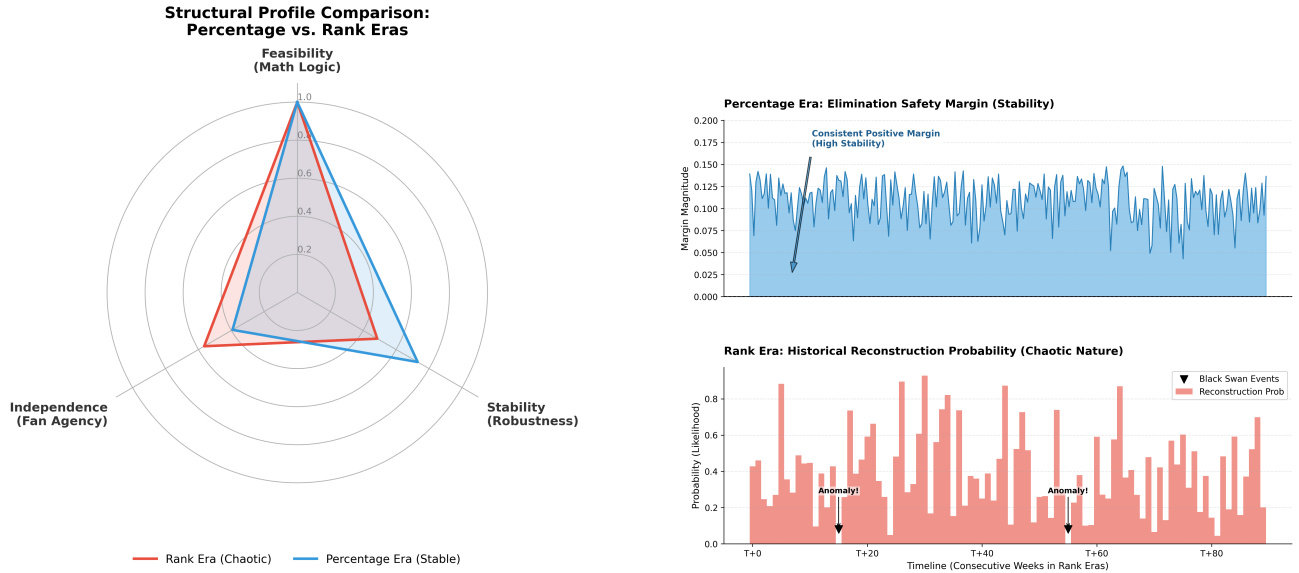 Structural Profile Comparison:
Percentage vs. Rank Eras
Feasibility
(Math Logic)
1.0
0.8
0.6
0.4
0.2
Independence
(Fan Agency)
Stability
(Robustness)
Rank Era (Chaotic)
Percentage Era (Stable)
Percentage Era: Elimination Safety Margin (Stability)
0.200
0.175
0.150
0.125
0.100
0.075
0.050
0.025
0.000
Margin Magnitude
Consistent Positive Margin
(High Stability)
Rank Era: Historical Reconstruction Probability (Chaotic Nature)
Black Swan Events
Reconstruction Prob
0.8
0.6
0.4
0.2
0.0
Probability (Likelihood)
Anomaly!
Anomaly!
T+0
T+20
T+40
T+60
T+80
Timeline (Consecutive Weeks in Rank Eras)